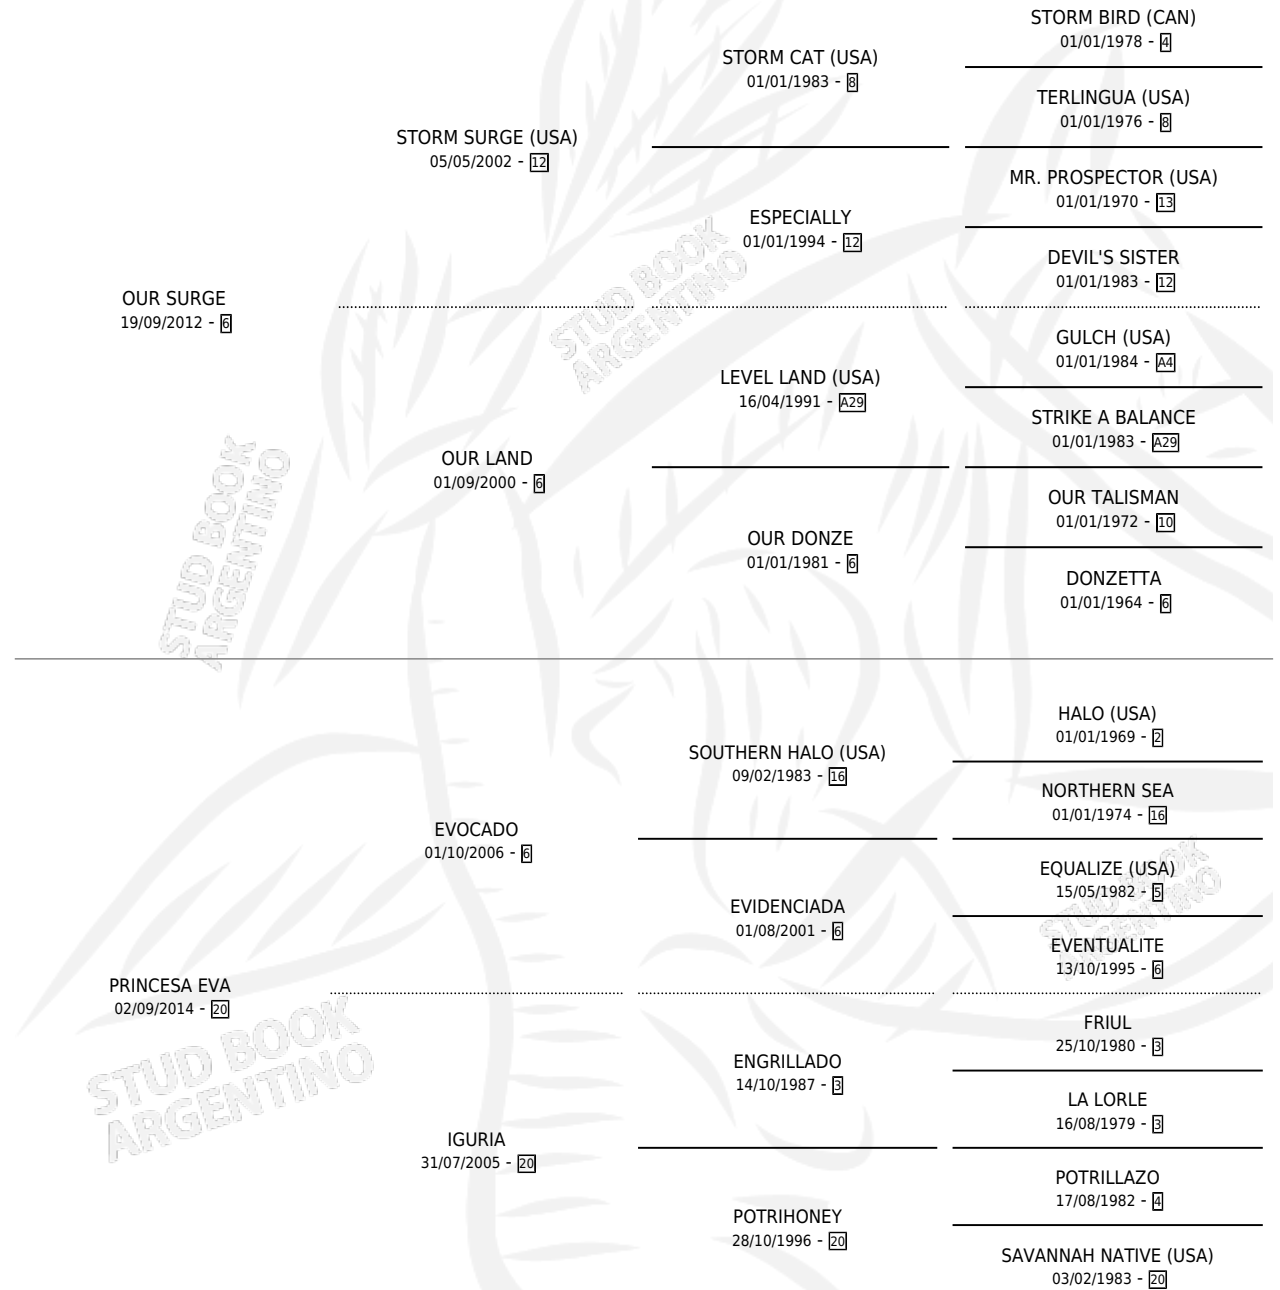 STORM BIRD (CAN)
01/01/1978 - 4
STORM CAT (USA)
01/01/1983 - 8
TERLINGUA (USA)
01/01/1976 - 8
STORM SURGE (USA)
05/05/2002 - 12
MR. PROSPECTOR (USA)
01/01/1970 - 13
ESPECIALLY
01/01/1994 - 12
DEVIL'S SISTER
01/01/1983 - 12
OUR SURGE
19/09/2012 - 6
GULCH (USA)
01/01/1984 - A4
LEVEL LAND (USA)
16/04/1991 - A29
STRIKE A BALANCE
01/01/1983 - A29
OUR LAND
01/09/2000 - 6
OUR TALISMAN
01/01/1972 - 10
OUR DONZE
01/01/1981 - 6
DONZETTA
01/01/1964 - 6
HALO (USA)
01/01/1969 - 2
SOUTHERN HALO (USA)
09/02/1983 - 16
NORTHERN SEA
01/01/1974 - 16
EVOCADO
01/10/2006 - 6
EQUALIZE (USA)
15/05/1982 - 5
EVIDENCIADA
01/08/2001 - 6
EVENTUALITE
13/10/1995 - 6
PRINCESA EVA
02/09/2014 - 20
FRIUL
25/10/1980 - 3
ENGRILLADO
14/10/1987 - 3
LA LORLE
16/08/1979 - 3
IGURIA
31/07/2005 - 20
POTRILLAZO
17/08/1982 - 4
POTRIHONEY
28/10/1996 - 20
SAVANNAH NATIVE (USA)
03/02/1983 - 20
STUD BOOK
ARGENTINO
STUD BOOK
ARGENTINO
STUD BOOK
ARGENTINO
STUD BOOK
ARGENTINO